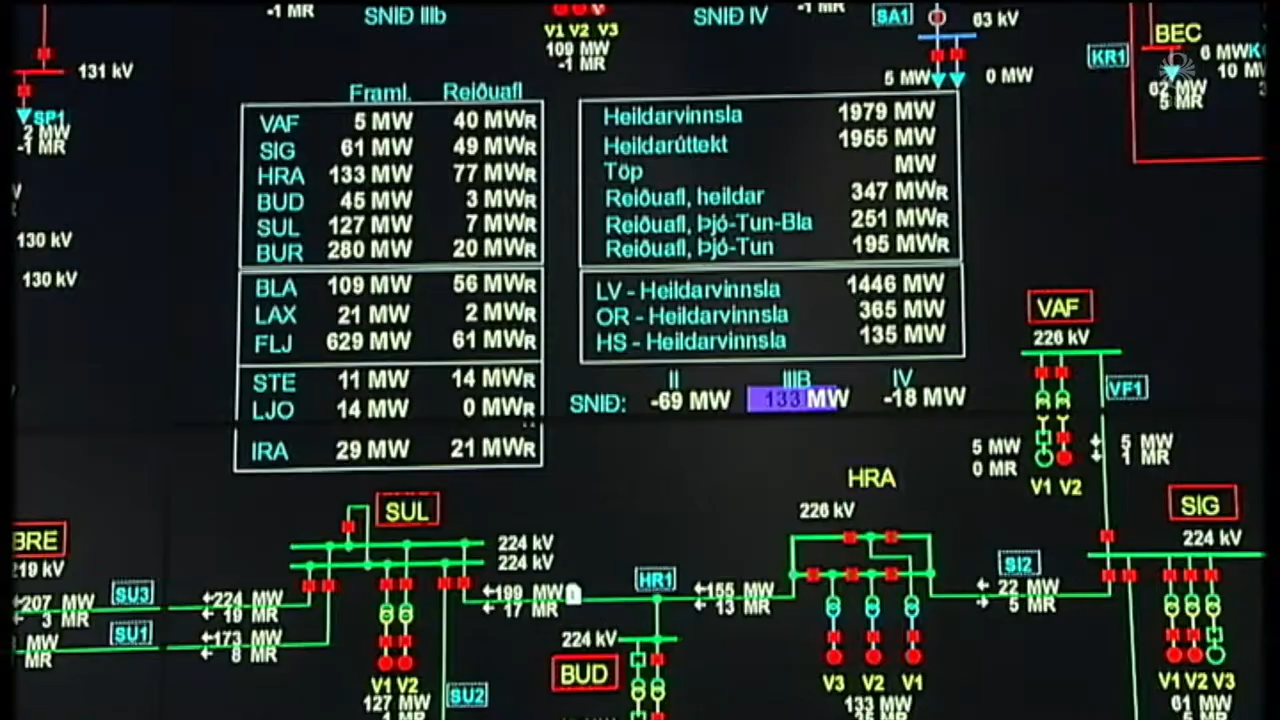 -1 MR
SNIÐ IIIb
V1 V2 V3
109 MW
-1 MR
SNIÐ IV
-1 MR
SA1
63 kV
5 MW
0 MW
KR1
BEC
0 MW
10 M
5 MR
131 kV
SP1
2 MW
-1 MR
130 kV
130 kV
Framl. Reiðuafl
VAF 5 MW 40 MWR
SIG 61 MW 49 MWR
HRA 133 MW 77 MWR
BUD 45 MW 3 MWR
SUL 127 MW 7 MWR
BUR 280 MW 20 MWR
BLA 109 MW 56 MWR
LAX 21 MW 2 MWR
FLJ 629 MW 61 MWR
STE 11 MW 14 MWR
LJO 14 MW 0 MWR
IRA 29 MW 21 MWR
Heildarvinnsla 1979 MW
Heildarúttekt 1955 MW
Töp MW
Reiðuafl, heildar 347 MWR
Reiðuafl, Þjó-Tun-Bla 251 MWR
Reiðuafl, Þjó-Tun 195 MWR
LV - Heildarvinnsla 1446 MW
OR - Heildarvinnsla 365 MW
HS - Heildarvinnsla 135 MW
II IIIB IV
SNIÐ: -69 MW 133 MW -18 MW
VAF
226 kV
VF1
5 MW
0 MR
V1 V2
5 MW
1 MR
BRE
219 kV
207 MW
3 MR
SU3
SU1
MW
MR
224 MW
19 MR
173 MW
8 MR
SUL
224 kV
224 kV
V1 V2
127 MW
1 MR
SU2
199 MW
17 MR
HR1
224 kV
BUD
155 MW
13 MR
HRA
226 kV
V3 V2 V1
133 MW
35 MR
SI2
22 MW
5 MR
SIG
224 kV
V1 V2 V3
61 MW
5 MR